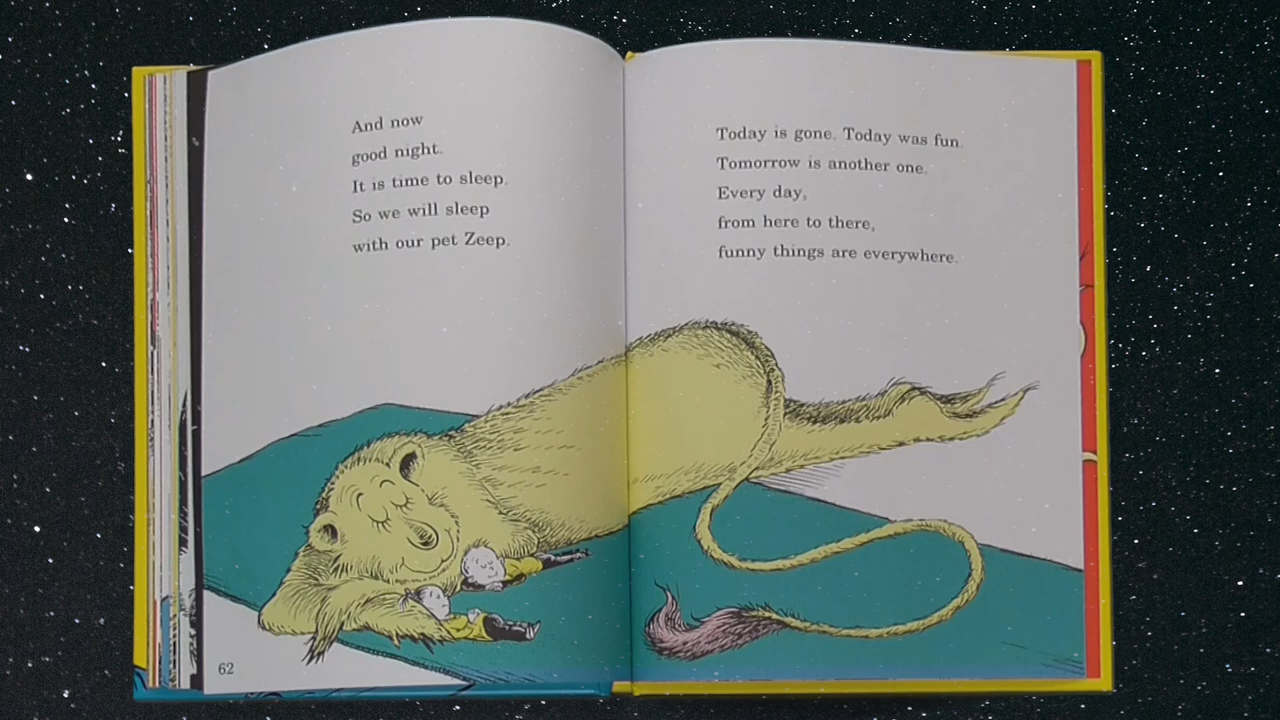 And now
good night.
It is time to sleep.
So we will sleep
with our pet Zeep.
62
Today is gone. Today was fun.
Tomorrow is another one.
Every day,
from here to there,
funny things are everywhere.